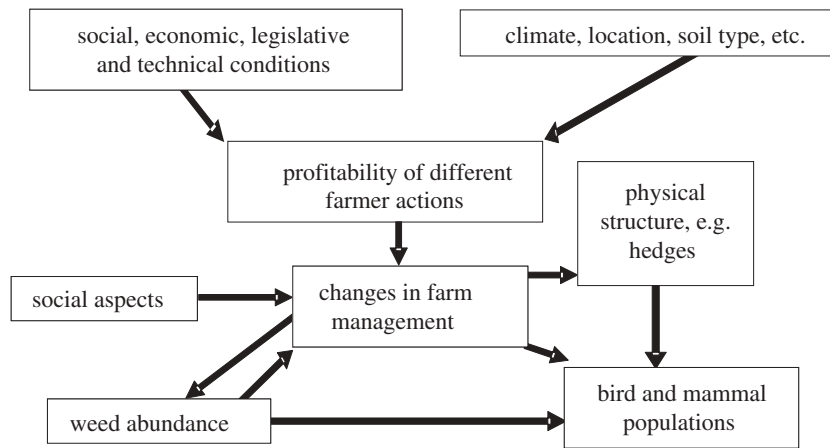 social, economic, legislative
and technical conditions
climate, location, soil type, etc.
profitability of different
farmer actions
physical
structure, e.g.
hedges
social aspects
changes in farm
management
weed abundance
bird and mammal
populations